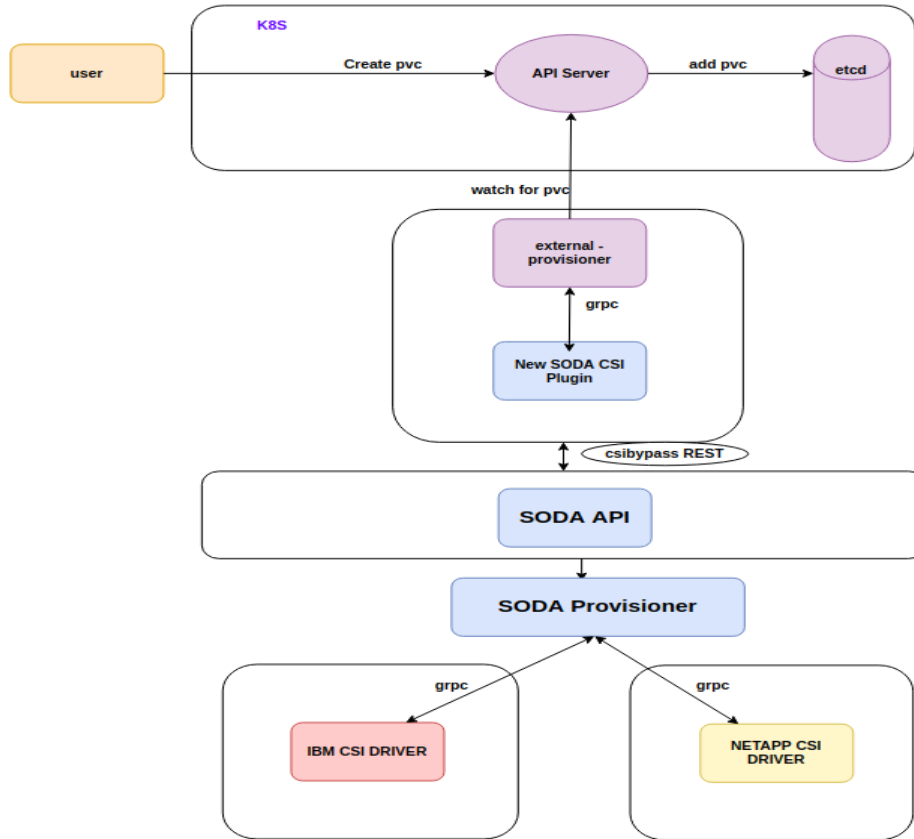 K8S
user
Create pvc
API Server
add pvc
etcd
watch for pvc
external -
provisioner
grpc
New SODA CSI
Plugin
csibypass REST
SODA API
SODA Provisioner
grpc
grpc
IBM CSI DRIVER
NETAPP CSI
DRIVER